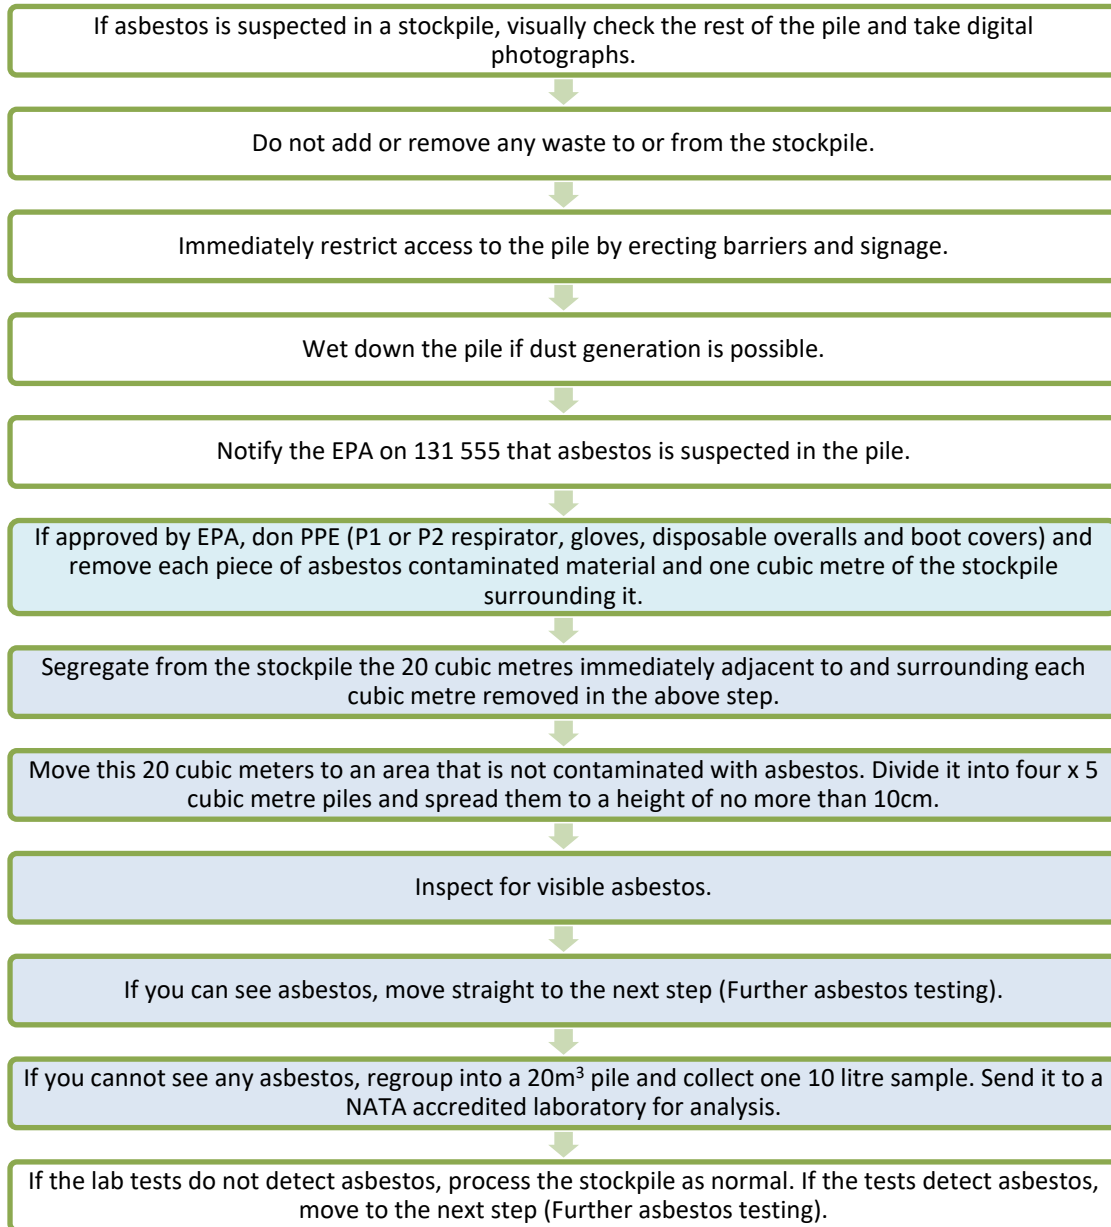 If asbestos is suspected in a stockpile, visually check the rest of the pile and take digital
photographs.
Do not add or remove any waste to or from the stockpile.
Immediately restrict access to the pile by erecting barriers and signage.
Wet down the pile if dust generation is possible.
Notify the EPA on 131 555 that asbestos is suspected in the pile.
If approved by EPA, don PPE (P1 or P2 respirator, gloves, disposable overalls and boot covers) and
remove each piece of asbestos contaminated material and one cubic metre of the stockpile
surrounding it.
Segregate from the stockpile the 20 cubic metres immediately adjacent to and surrounding each
cubic metre removed in the above step.
Move this 20 cubic meters to an area that is not contaminated with asbestos. Divide it into four x 5
cubic metre piles and spread them to a height of no more than 10cm.
Inspect for visible asbestos.
If you can see asbestos, move straight to the next step (Further asbestos testing).
If you cannot see any asbestos, regroup into a 20m³ pile and collect one 10 litre sample. Send it to a
NATA accredited laboratory for analysis.
If the lab tests do not detect asbestos, process the stockpile as normal. If the tests detect asbestos,
move to the next step (Further asbestos testing).